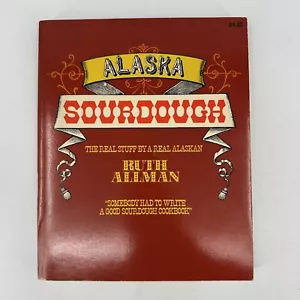 ALASKA
SOURDOUGH
THE REAL STUFF BY A REAL ALASKAN
RUTH
ALLMAN
"SOMEBODY HAD TO WRITE
A GOOD SOURDOUGH COOKBOOK"